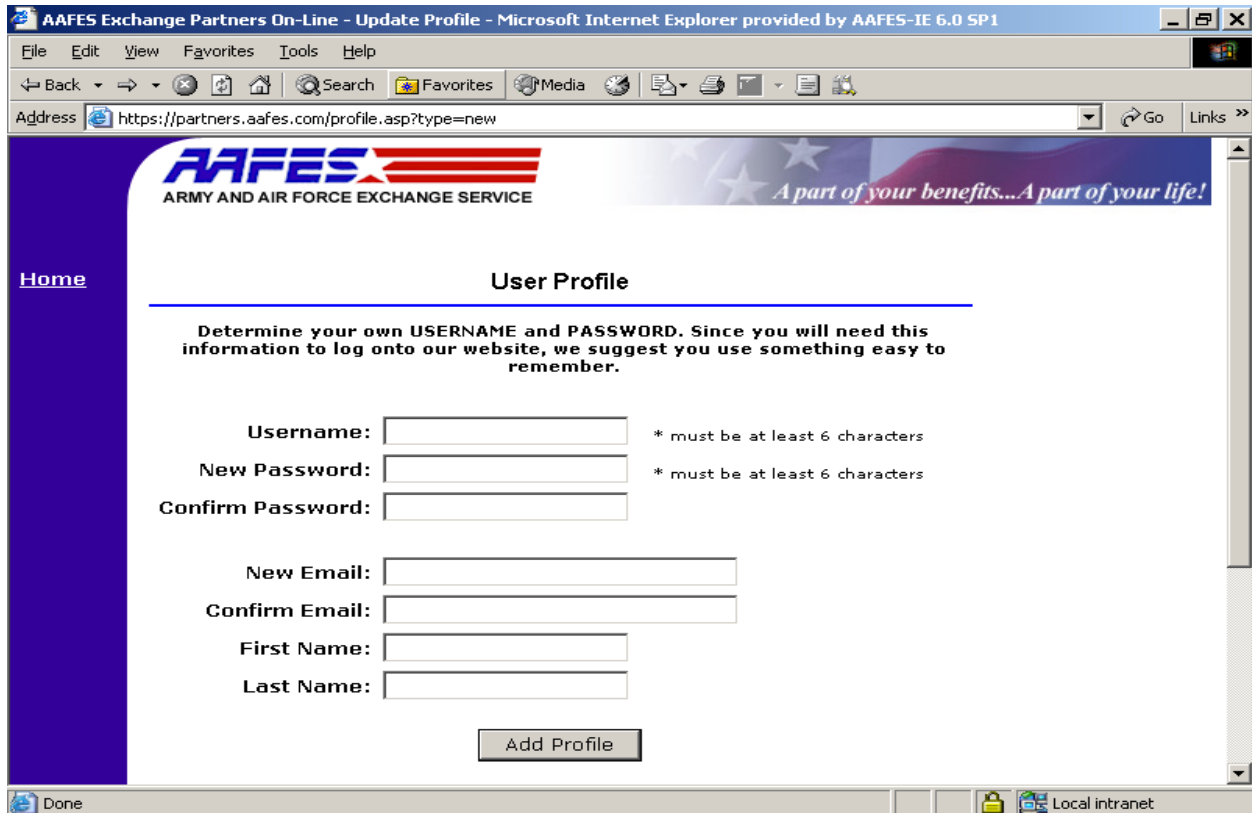 AAFES Exchange Partners On-Line - Update Profile - Microsoft Internet Explorer provided by AAFES-IE 6.0 SP1
File Edit View Favorites Tools Help
Back Search Favorites Media
Address https://partners.aafes.com/profile.asp?type=new Go Links »
AAFES
ARMY AND AIR FORCE EXCHANGE SERVICE
A part of your benefits...A part of your life!
Home
User Profile
Determine your own USERNAME and PASSWORD. Since you will need this
information to log onto our website, we suggest you use something easy to
remember.
Username: * must be at least 6 characters
New Password: * must be at least 6 characters
Confirm Password:
New Email:
Confirm Email:
First Name:
Last Name:
Add Profile
Done Local intranet